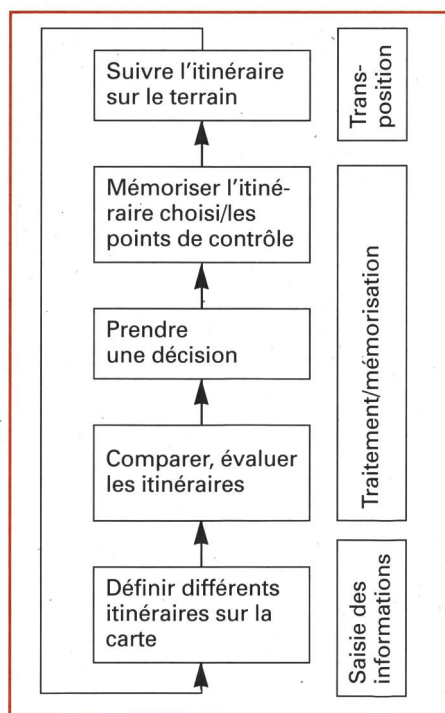 Suivre l'itinéraire
sur le terrain
Trans-
position
Mémoriser l'itiné-
raire choisi/les
points de contrôle
Prendre
une décision
Comparer, évaluer
les itinéraires
Traitement/mémorisation
Définir différents
itinéraires sur la
carte
Saisie des
informations